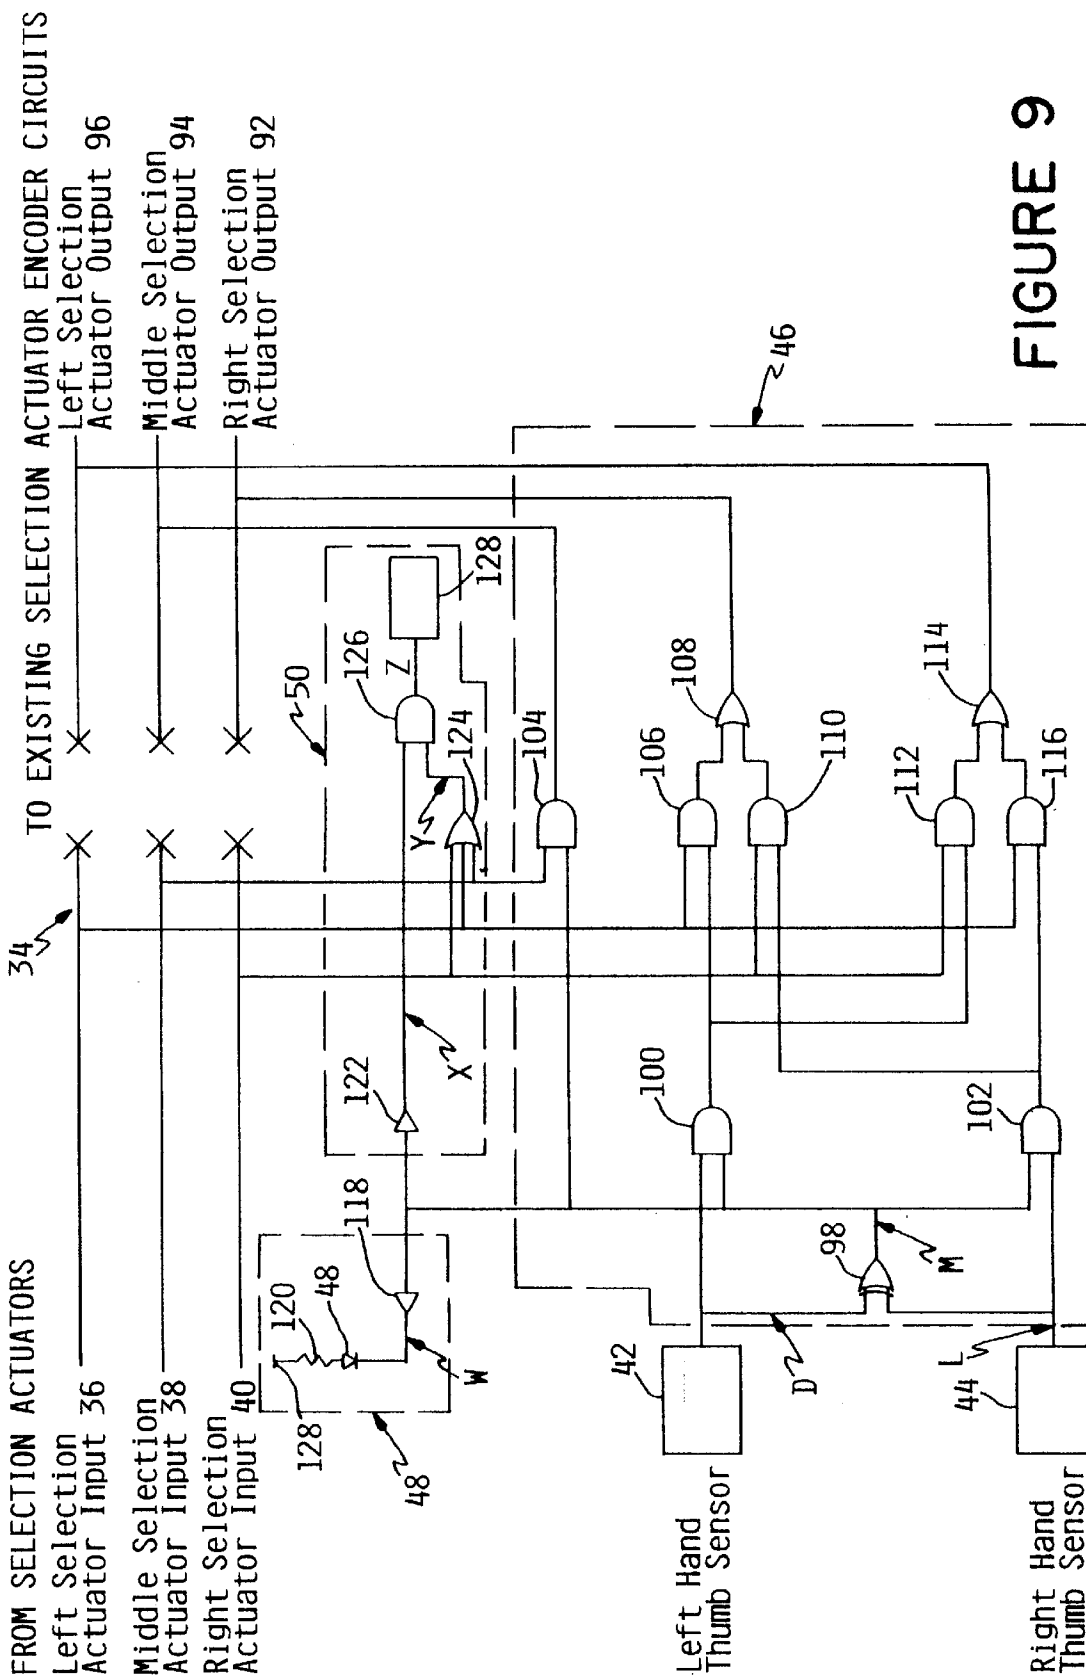 FROM SELECTION ACTUATORS
TO EXISTING SELECTION ACTUATOR ENCODER CIRCUITS
Left Selection
Actuator Input 36
Middle Selection
Actuator Input 38
Right Selection
Actuator Input 40
34
Left Selection
Actuator Output 96
Middle Selection
Actuator Output 94
Right Selection
Actuator Output 92
128
120
48
118
W
48
122
X
50
Y
124
126
Z
128
104
46
42
Left Hand
Thumb Sensor
D
98
M
100
106
108
110
44
L
Right Hand
Thumb Sensor
102
112
114
116
FIGURE 9